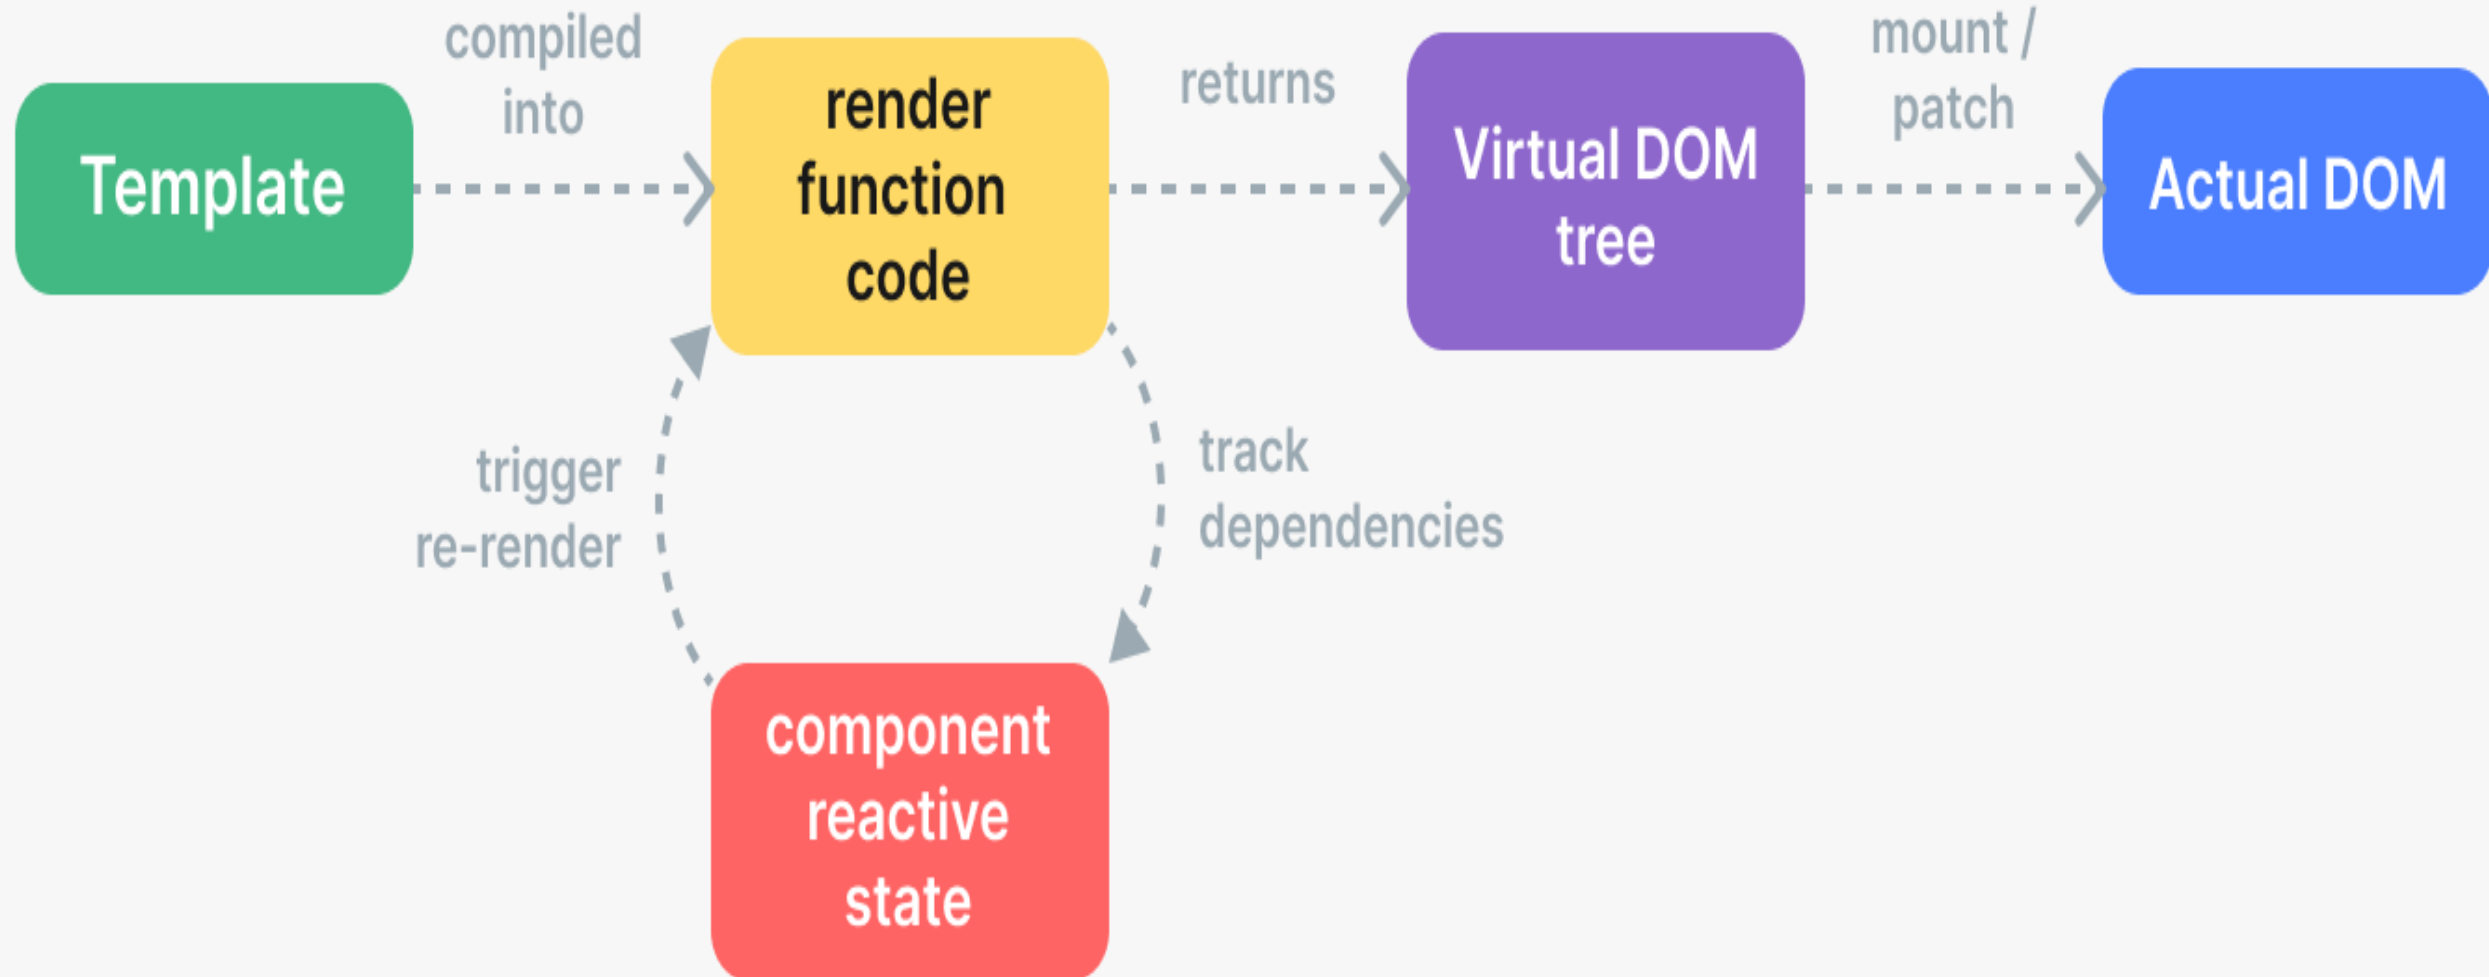 compiled
into
Template
render
function
code
returns
Virtual DOM
tree
mount /
patch
Actual DOM
trigger
re-render
track
dependencies
component
reactive
state